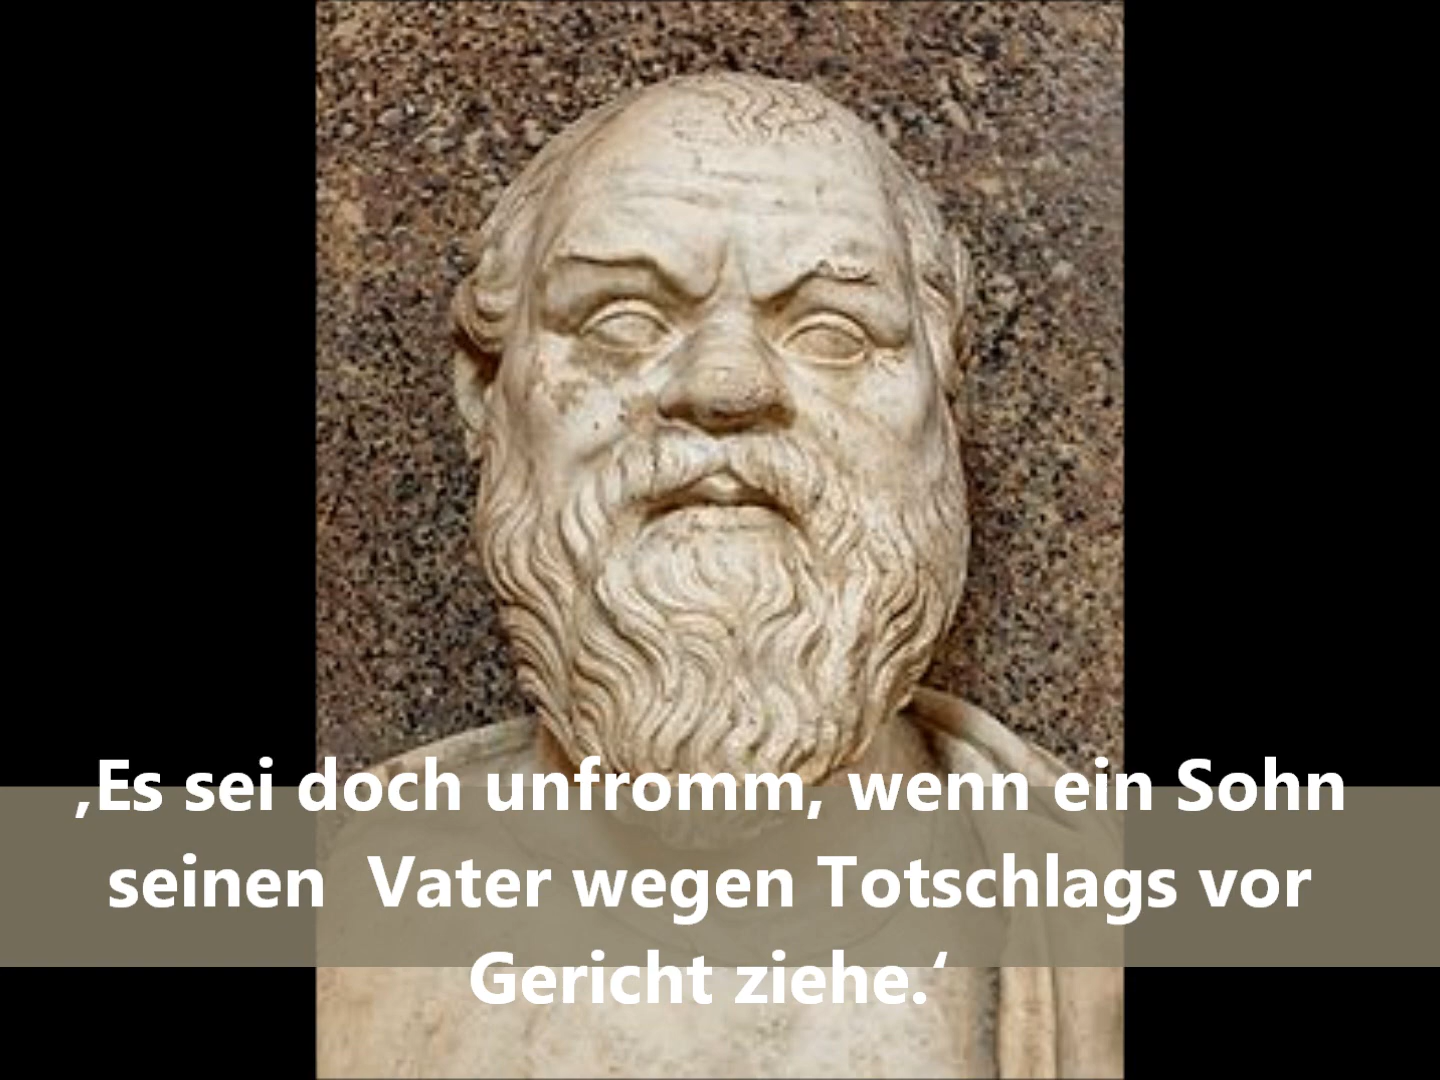 ‚Es sei doch unfromm, wenn ein Sohn
seinen  Vater wegen Totschlags vor
Gericht ziehe.‘